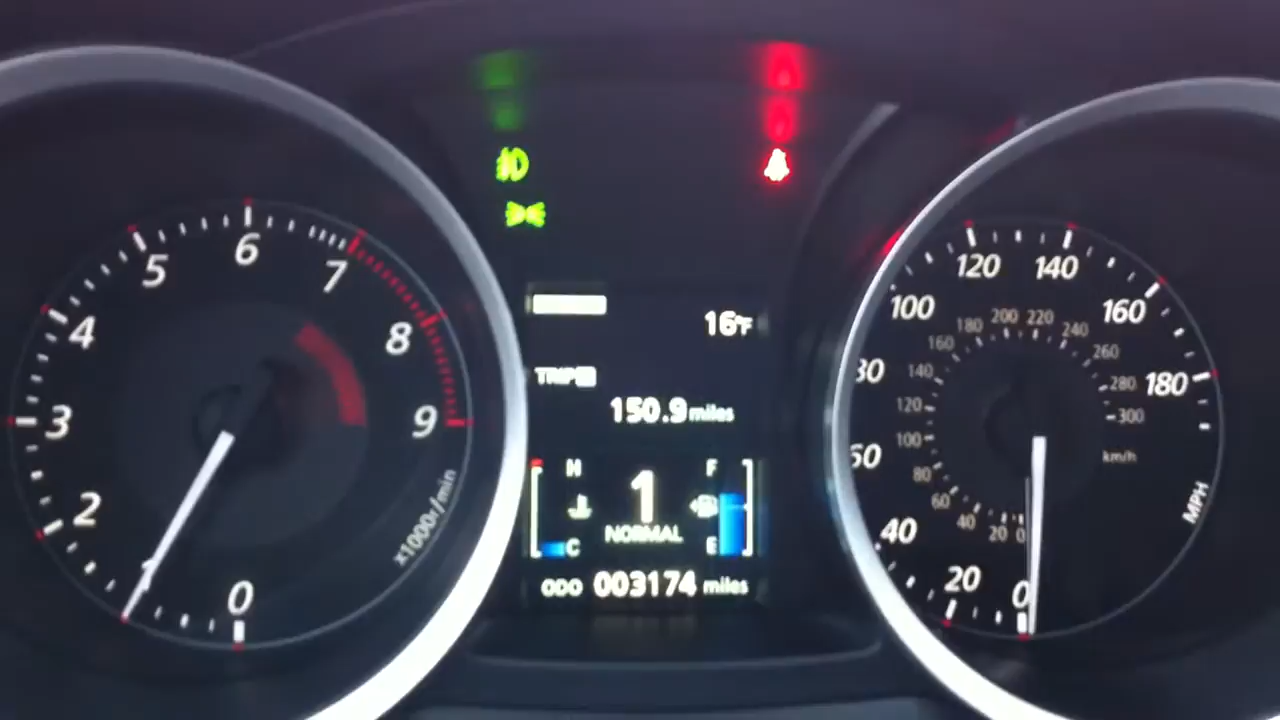 6
5
7
4
8
3
9
2
0
x1000r/min
16°F
TRIP
150.9 miles
H F
1
NORMAL
C E
ODO 003174 miles
120 140
100 160
80 180
60
40
20
0
MPH
200 220
180 240
160 260
140 280
120 300
100 km/h
80
60
40
20 0